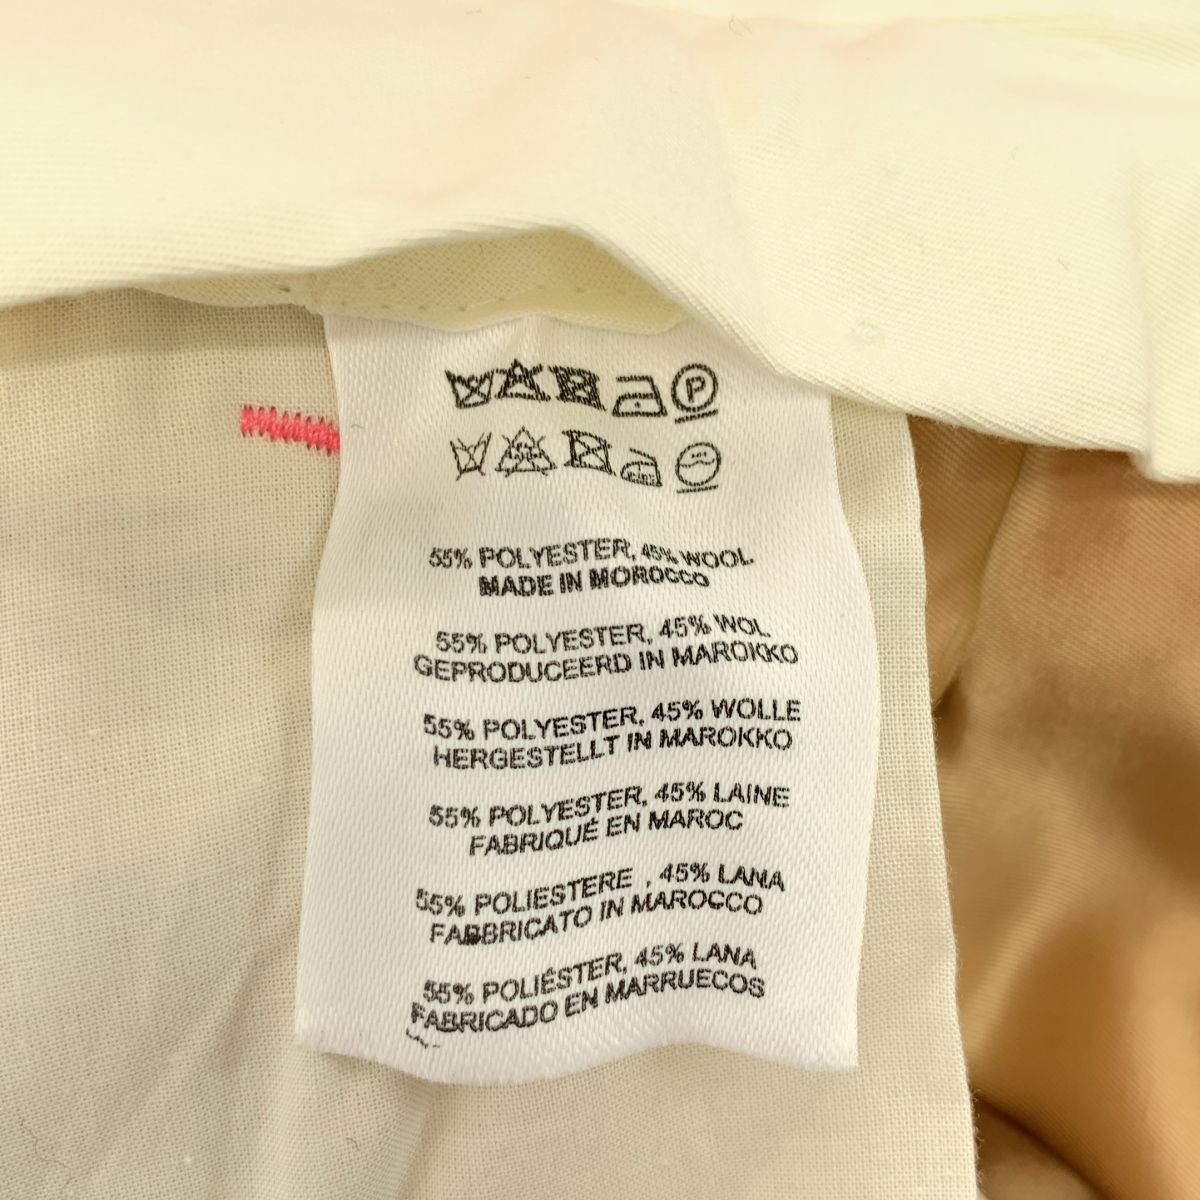 P
55% POLYESTER, 45% WOOL
MADE IN MOROCCO
55% POLYESTER, 45% WOL
GEPRODUCEERD IN MAROKKO
55% POLYESTER, 45% WOLLE
HERGESTELLT IN MAROKKO
55% POLYESTER, 45% LAINE
FABRIQUÉ EN MAROC
55% POLIESTERE , 45% LANA
FABBRICATO IN MAROCCO
55% POLIÉSTER, 45% LANA
FABRICADO EN MARRUECOS